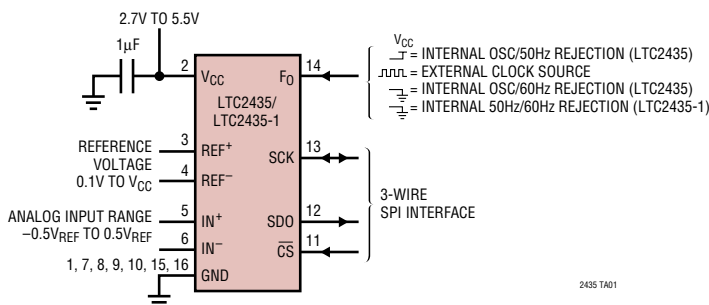 2.7V TO 5.5V
1µF
2
VCC
FO
14
VCC
= INTERNAL OSC/50Hz REJECTION (LTC2435)
= EXTERNAL CLOCK SOURCE
= INTERNAL OSC/60Hz REJECTION (LTC2435)
= INTERNAL 50Hz/60Hz REJECTION (LTC2435-1)
LTC2435/
LTC2435-1
REFERENCE
VOLTAGE
0.1V TO VCC
3
REF+
4
REF−
SCK
13
3-WIRE
SPI INTERFACE
ANALOG INPUT RANGE
−0.5VREF TO 0.5VREF
5
IN+
6
IN−
SDO
12
CS
11
1, 7, 8, 9, 10, 15, 16
GND
2435 TA01